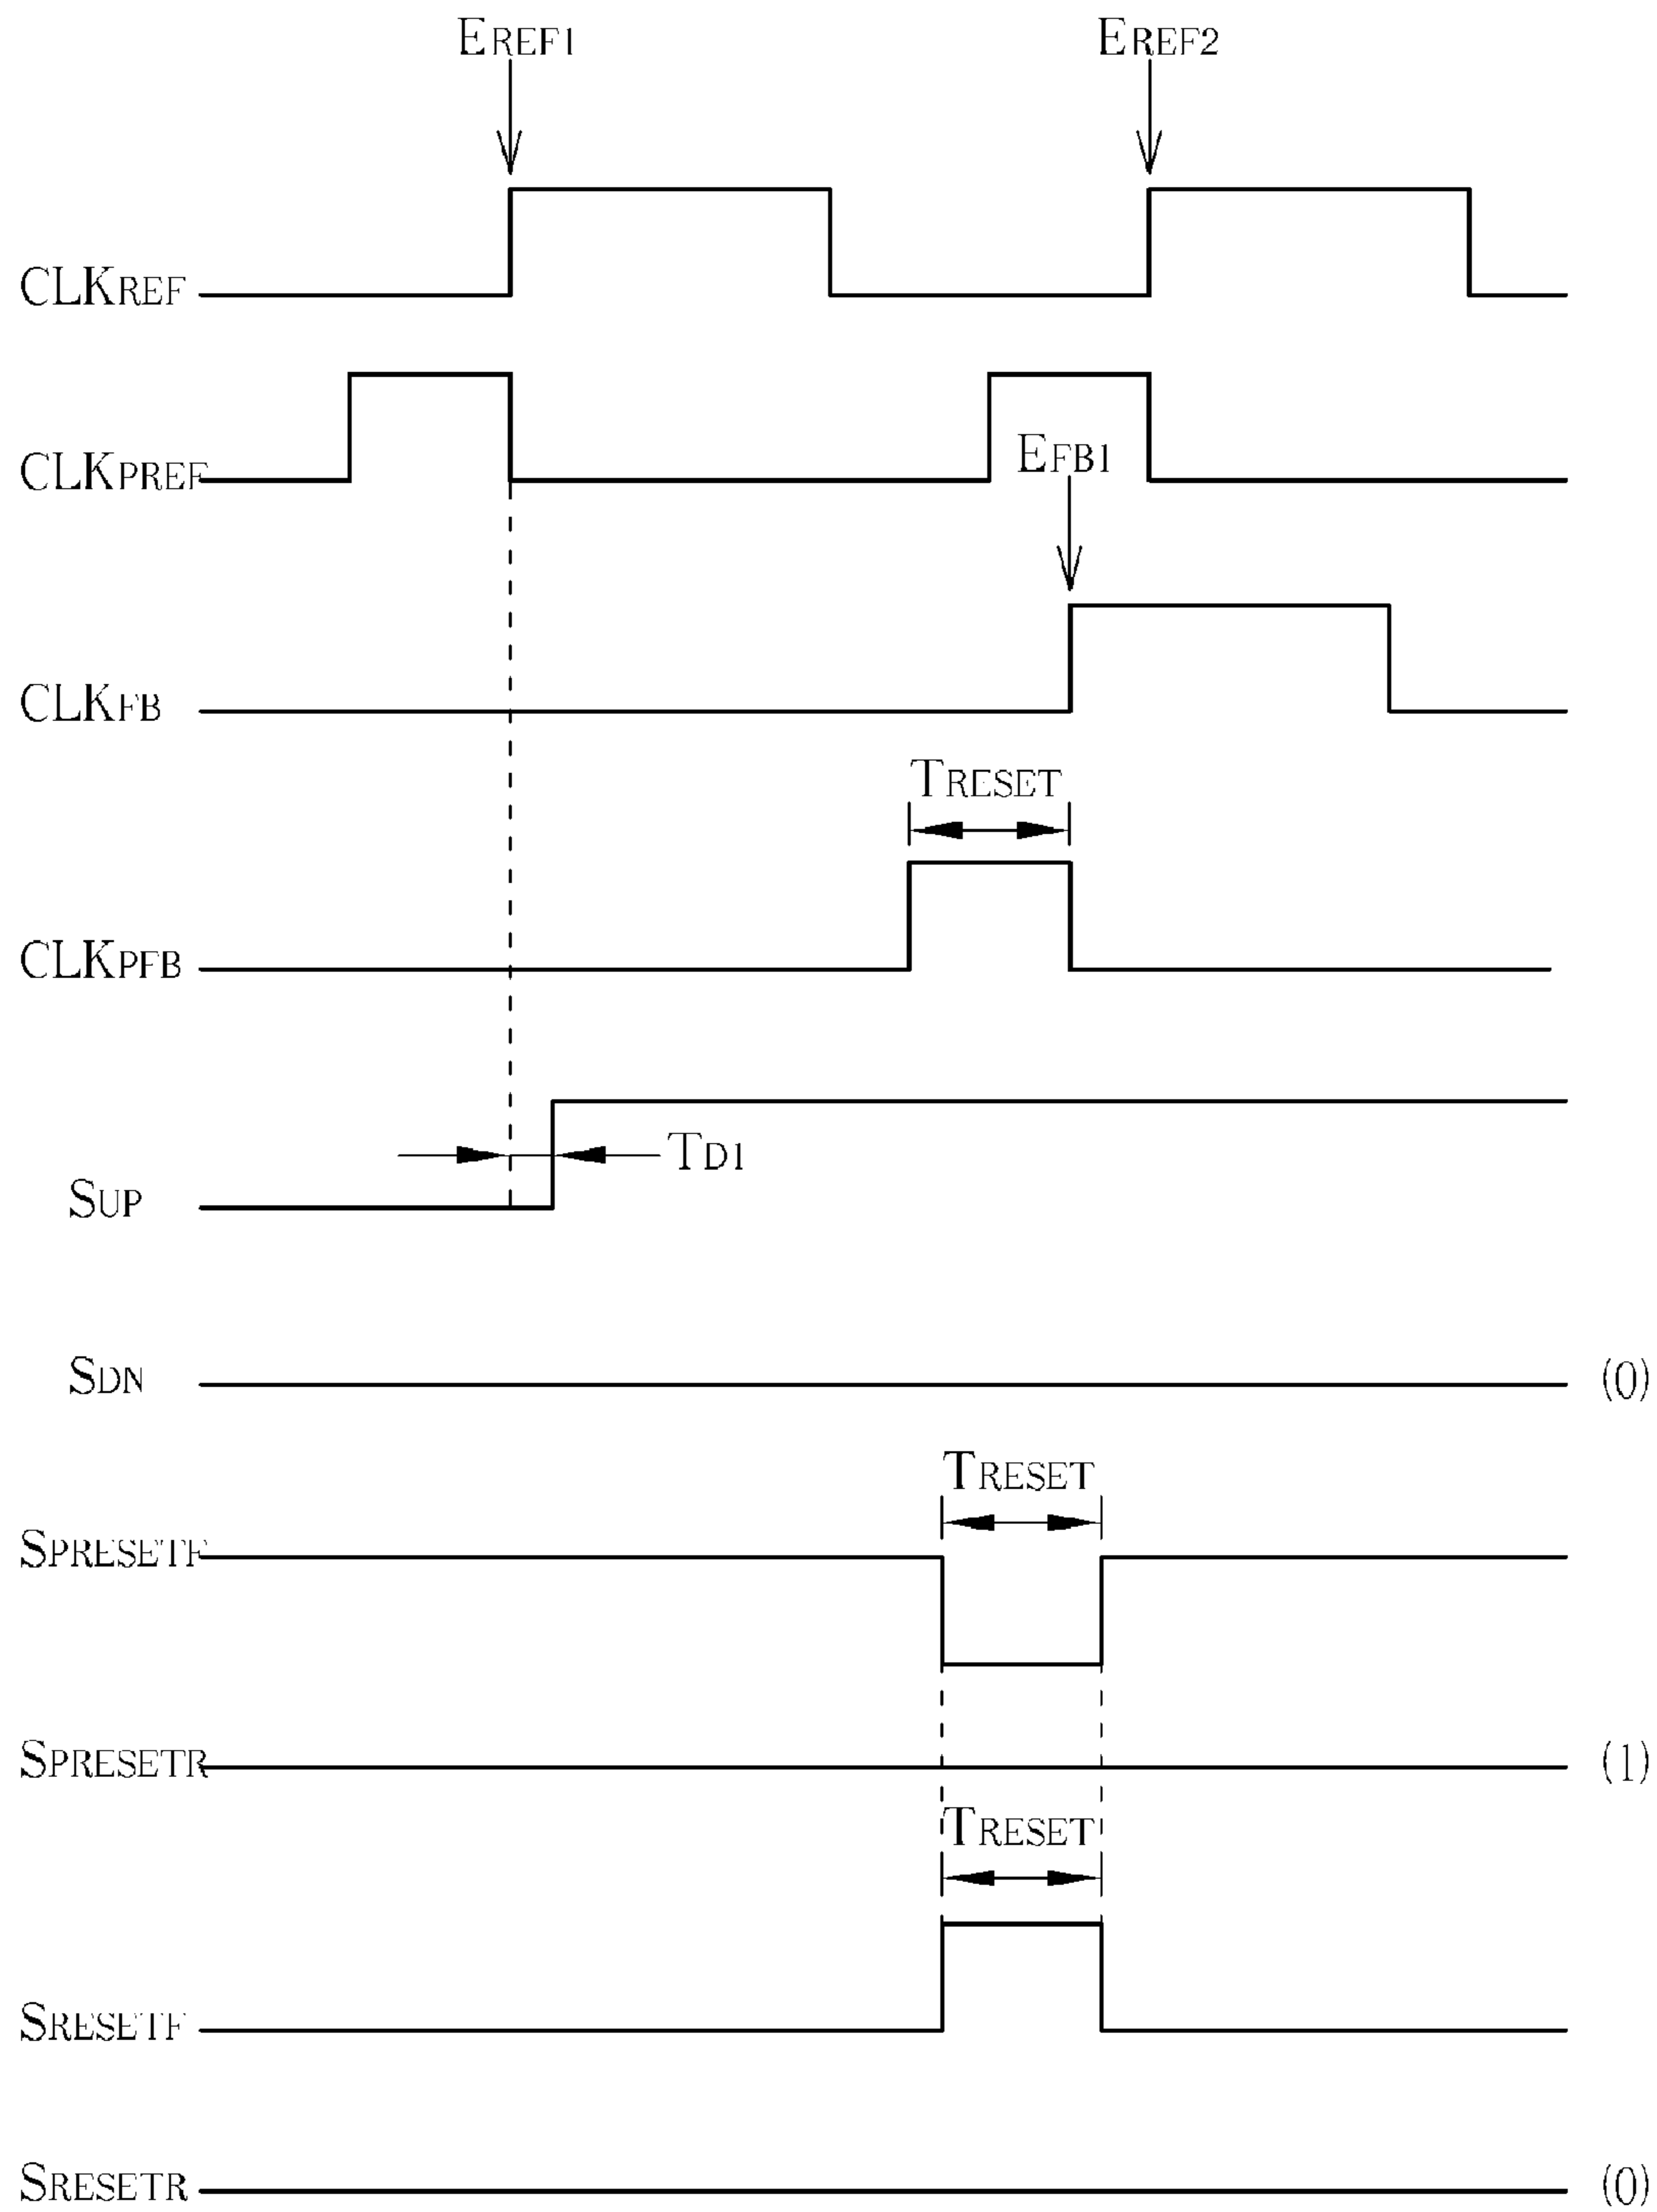 EREF1 EREF2
CLKREF
CLKPREF
EFB1
CLKFB
TRESET
CLKPFB
TD1
SUP
SDN (0)
TRESET
SPRESETF
SPRESETR (1)
TRESET
SRESETF
SRESETR (0)